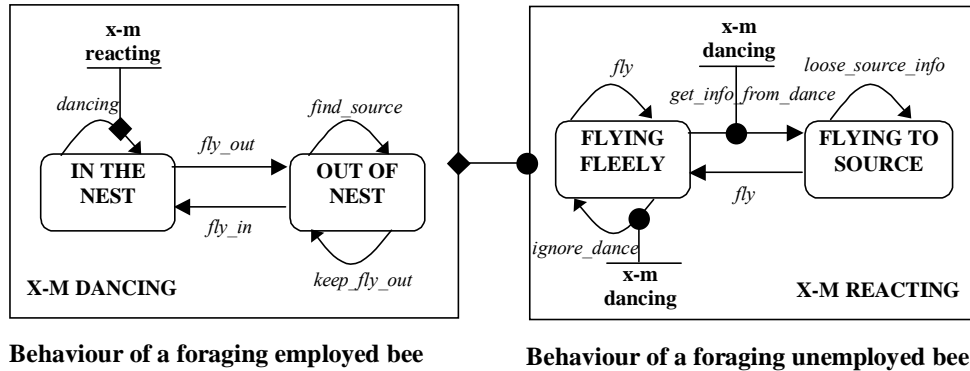 x-m
reacting
dancing
find_source
fly_out
IN THE
NEST
OUT OF
NEST
fly_in
keep_fly_out
X-M DANCING
x-m
dancing
fly
loose_source_info
get_info_from_dance
FLYING
FLEELY
FLYING TO
SOURCE
fly
ignore_dance
x-m
dancing
X-M REACTING
Behaviour of a foraging employed bee
Behaviour of a foraging unemployed bee